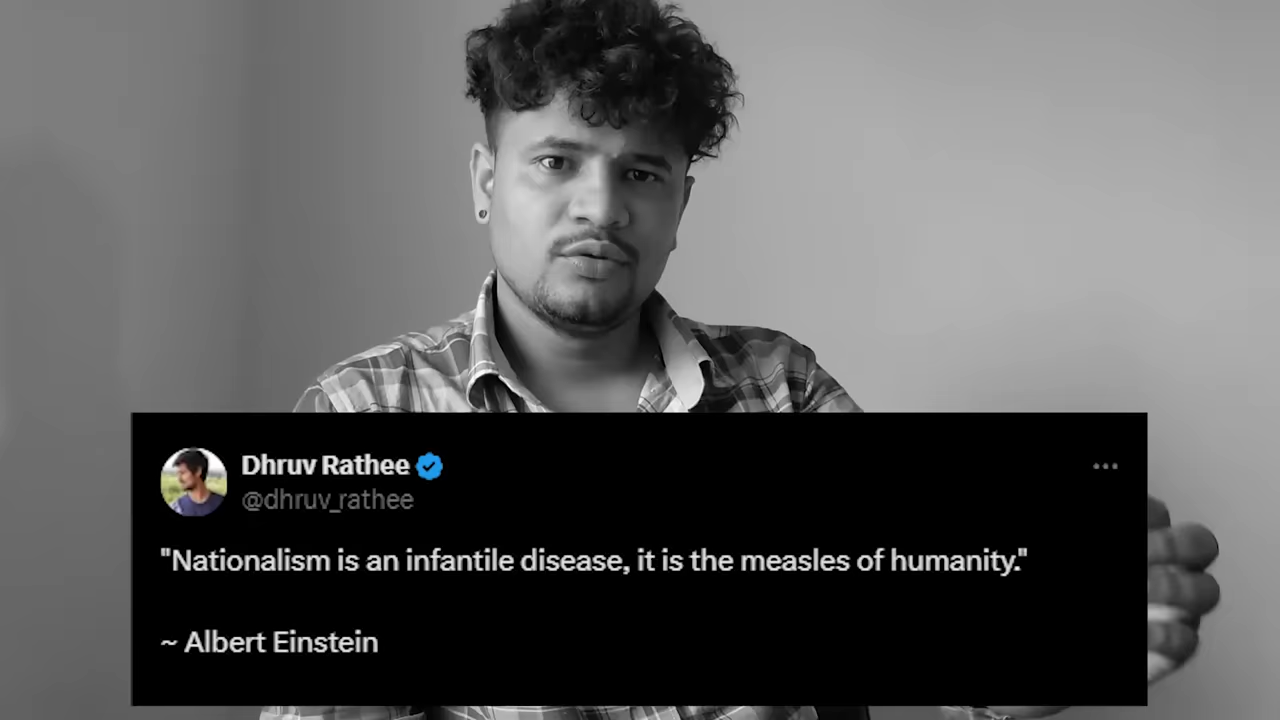 Dhruv Rathee
@dhruv_rathee
"Nationalism is an infantile disease, it is the measles of humanity."
~ Albert Einstein